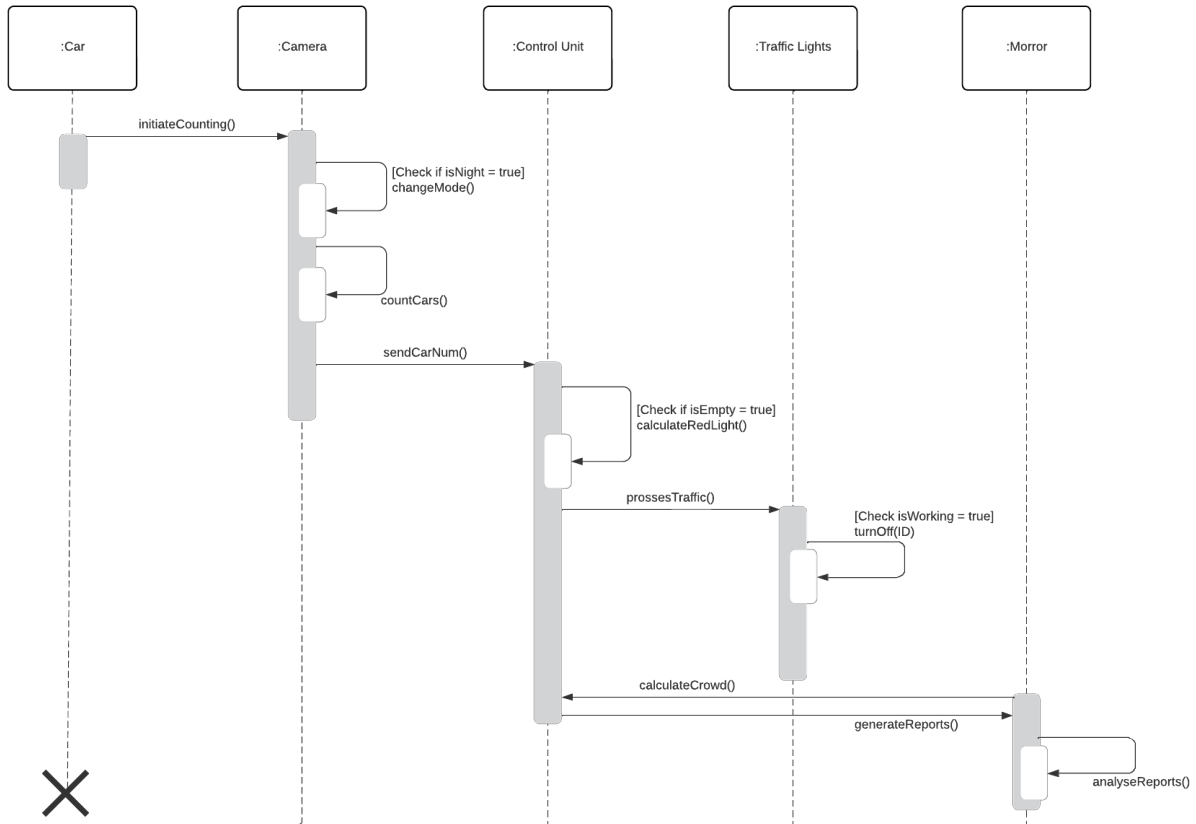 :Car
:Camera
:Control Unit
:Traffic Lights
:Morror
initiateCounting()
[Check if isNight = true]
changeMode()
countCars()
sendCarNum()
[Check if isEmpty = true]
calculateRedLight()
prossesTraffic()
[Check isWorking = true]
turnOff(ID)
calculateCrowd()
generateReports()
analyseReports()